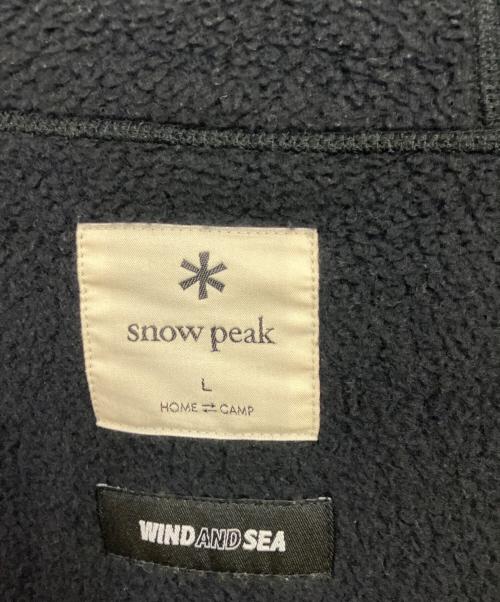 snow peak
L
HOME ⇄ CAMP
WINDANDSEA